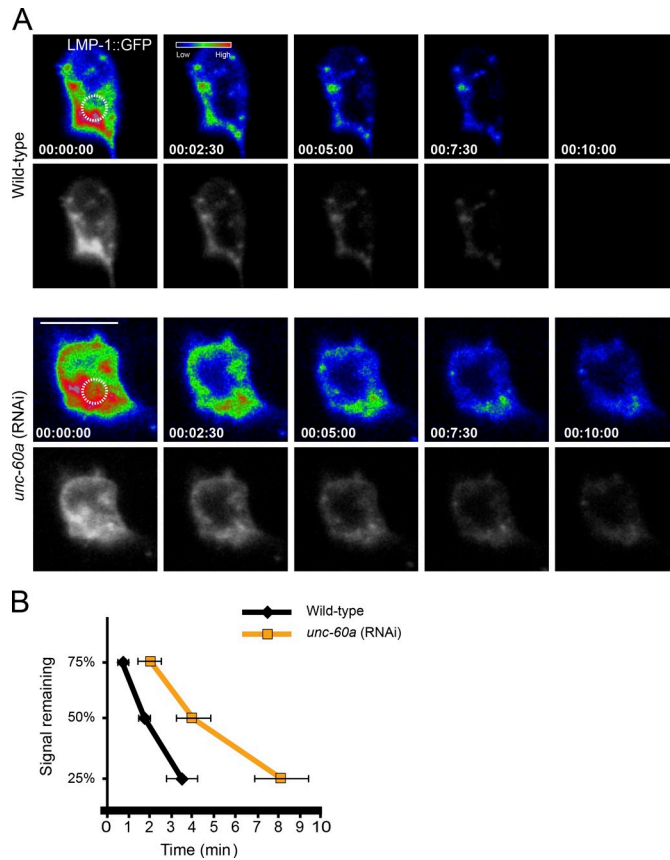 A
LMP-1::GFP
Low High
Wild-type
00:00:00 00:02:30 00:05:00 00:7:30 00:10:00
unc-60a (RNAi)
00:00:00 00:02:30 00:05:00 00:7:30 00:10:00
B
Wild-type
unc-60a (RNAi)
Signal remaining
75%
50%
25%
0 1 2 3 4 5 6 7 8 9 10
Time (min)